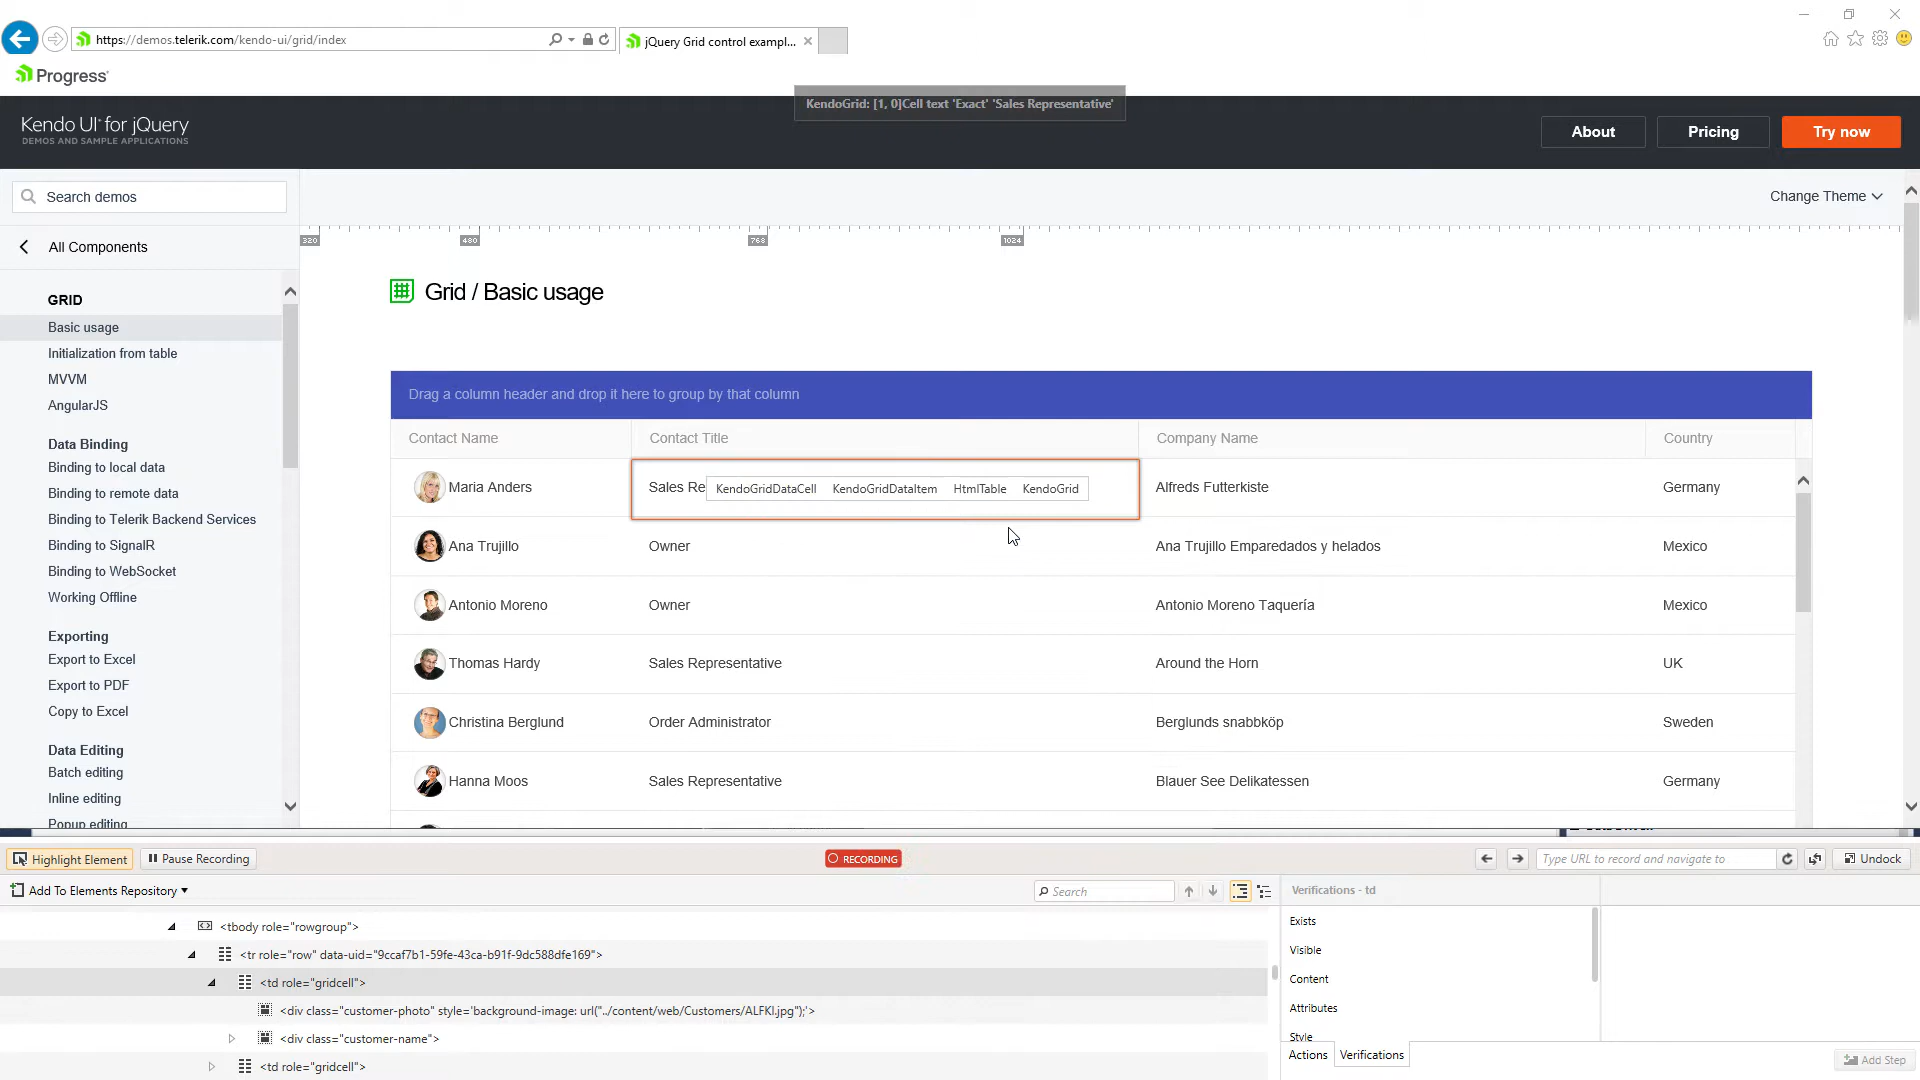 https://demos.telerik.com/kendo-ui/grid/index
jQuery Grid control exampl...
Progress
KendoGrid: [1, 0]Cell text 'Exact' 'Sales Representative'
Kendo UI for jQuery
DEMOS AND SAMPLE APPLICATIONS
About
Pricing
Try now
Search demos
Change Theme
320
480
768
1024
All Components
GRID
Basic usage
Initialization from table
MVVM
AngularJS
Data Binding
Binding to local data
Binding to remote data
Binding to Telerik Backend Services
Binding to SignalR
Binding to WebSocket
Working Offline
Exporting
Export to Excel
Export to PDF
Copy to Excel
Data Editing
Batch editing
Inline editing
Popup editing
Grid / Basic usage
Drag a column header and drop it here to group by that column
Contact Name Contact Title Company Name Country
Maria Anders Sales Re KendoGridDataCell KendoGridDataItem HtmlTable KendoGrid Alfreds Futterkiste Germany
Ana Trujillo Owner Ana Trujillo Emparedados y helados Mexico
Antonio Moreno Owner Antonio Moreno Taquería Mexico
Thomas Hardy Sales Representative Around the Horn UK
Christina Berglund Order Administrator Berglunds snabbköp Sweden
Hanna Moos Sales Representative Blauer See Delikatessen Germany
Highlight Element
Pause Recording
RECORDING
Type URL to record and navigate to
Undock
Add To Elements Repository
Search
Verifications - td
<tbody role="rowgroup">
<tr role="row" data-uid="9ccaf7b1-59fe-43ca-b91f-9dc588dfe169">
<td role="gridcell">
<div class="customer-photo" style='background-image: url("../content/web/Customers/ALFKI.jpg");'>
<div class="customer-name">
<td role="gridcell">
Exists
Visible
Content
Attributes
Style
Actions
Verifications
Add Step